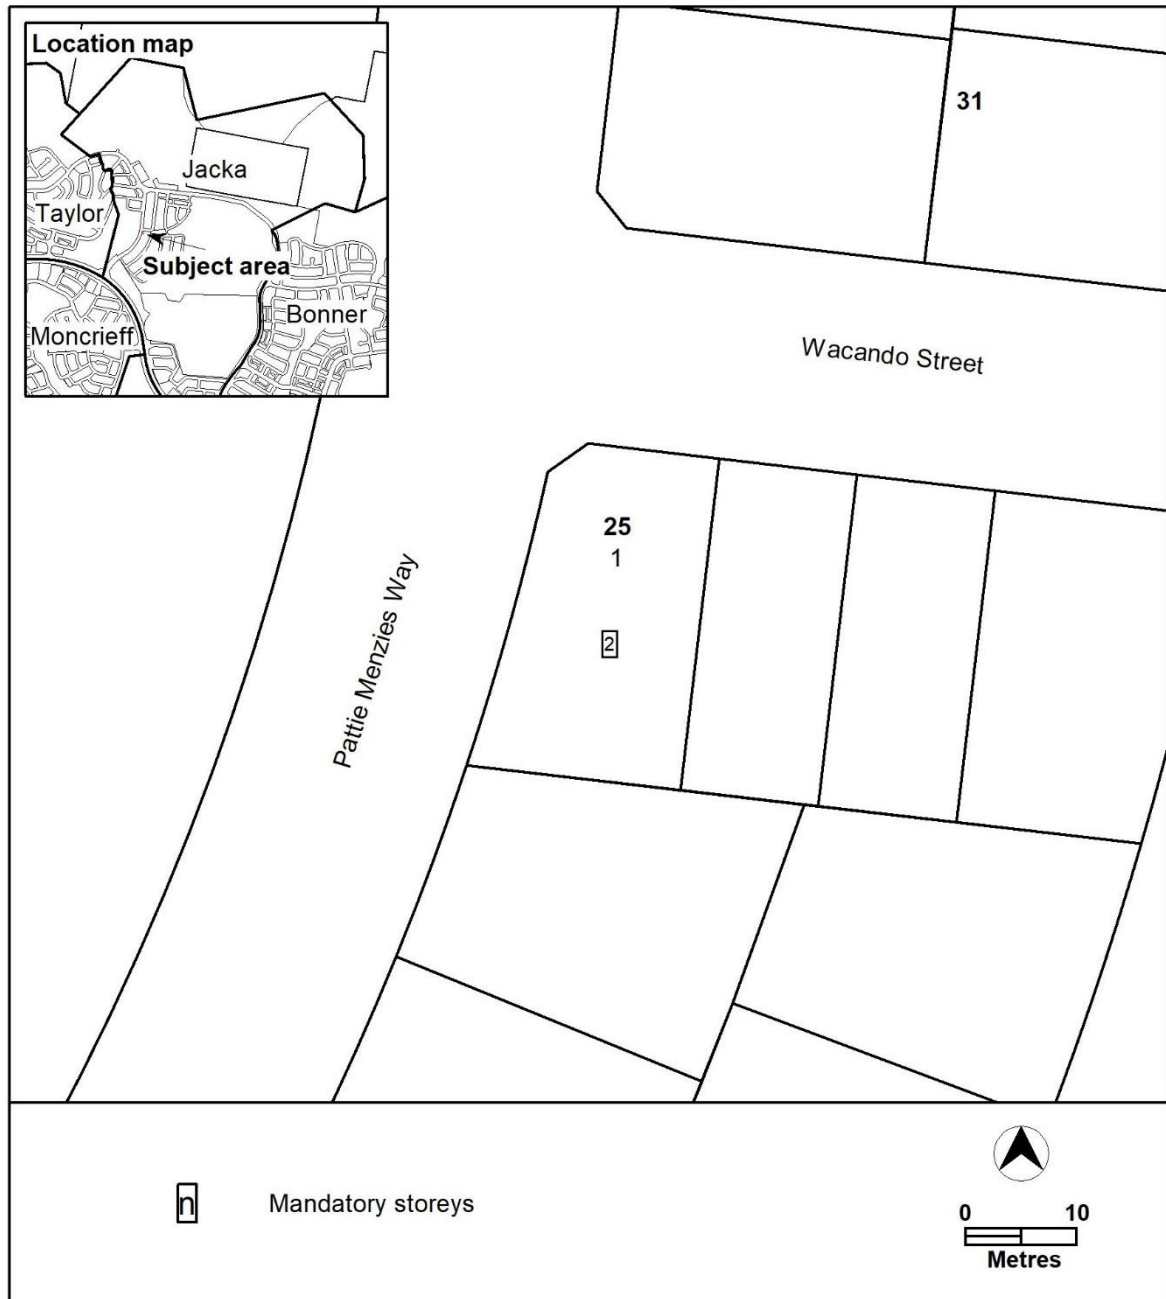 Location map
Jacka
Taylor
Subject area
Bonner
Moncrieff
31
Wacando Street
25
1
2
Pattie Menzies Way
n Mandatory storeys
0 10
Metres